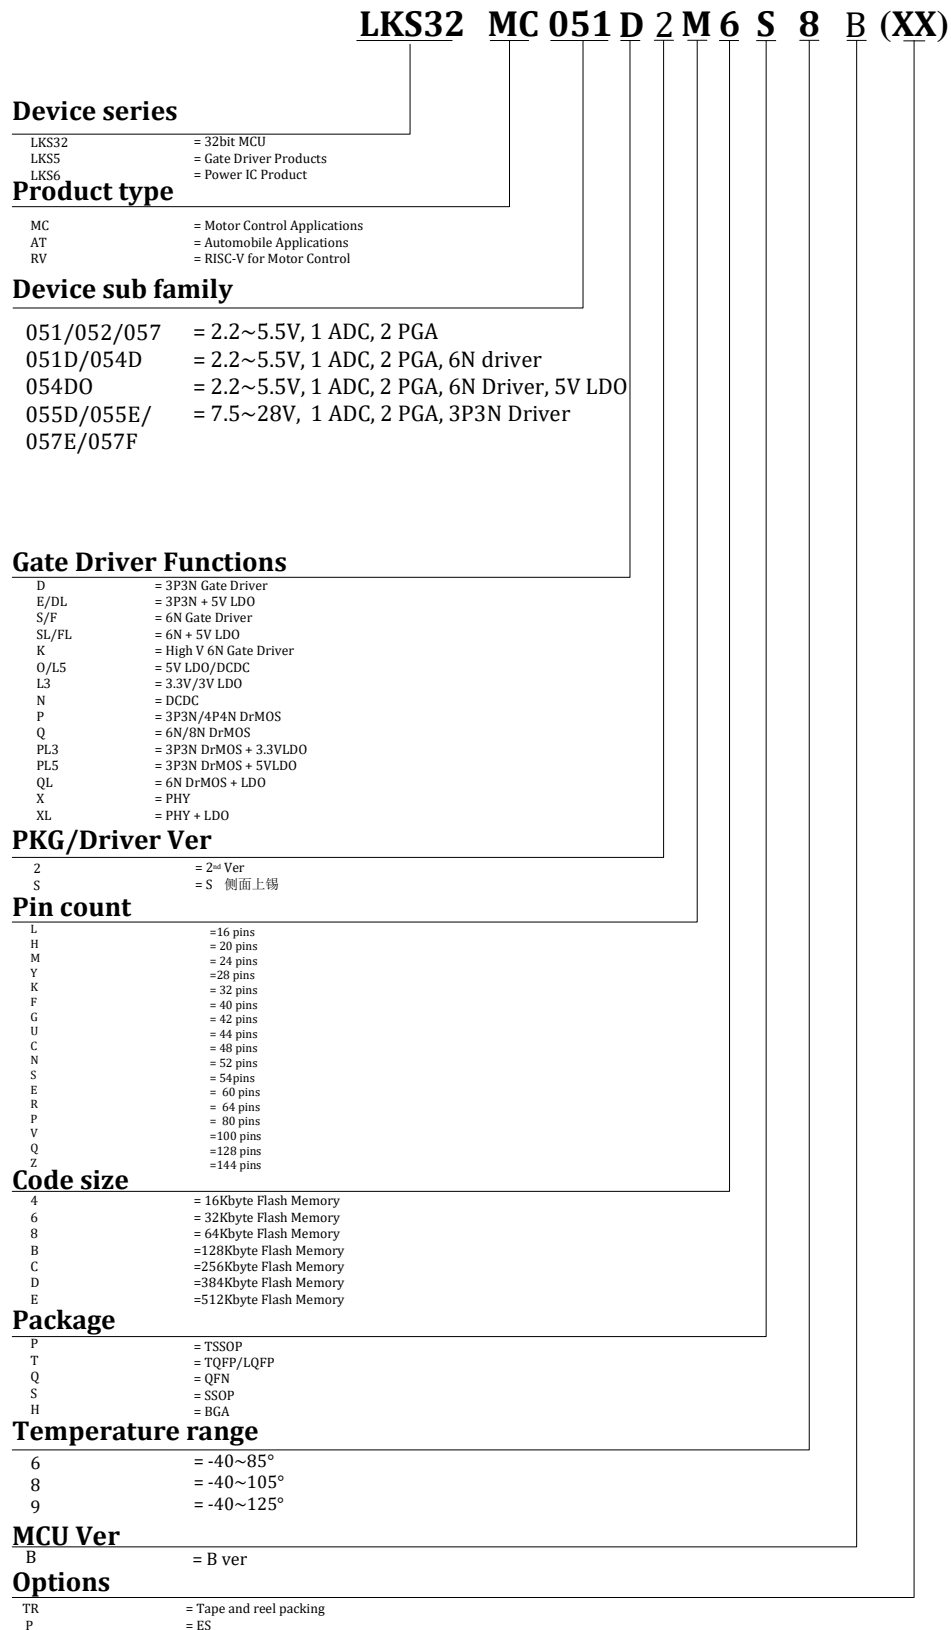 LKS32 MC 051 D 2 M 6 S 8 B (XX)
Device series
LKS32 = 32bit MCU
LKS5 = Gate Driver Products
LKS6 = Power IC Product
Product type
MC = Motor Control Applications
AT = Automobile Applications
RV = RISC-V for Motor Control
Device sub family
051/052/057 = 2.2~5.5V, 1 ADC, 2 PGA
051D/054D = 2.2~5.5V, 1 ADC, 2 PGA, 6N driver
054DO = 2.2~5.5V, 1 ADC, 2 PGA, 6N Driver, 5V LDO
055D/055E/ = 7.5~28V, 1 ADC, 2 PGA, 3P3N Driver
057E/057F
Gate Driver Functions
D = 3P3N Gate Driver
E/DL = 3P3N + 5V LDO
S/F = 6N Gate Driver
SL/FL = 6N + 5V LDO
K = High V 6N Gate Driver
O/L5 = 5V LDO/DCDC
L3 = 3.3V/3V LDO
N = DCDC
P = 3P3N/4P4N DrMOS
Q = 6N/8N DrMOS
PL3 = 3P3N DrMOS + 3.3VLDO
PL5 = 3P3N DrMOS + 5VLDO
QL = 6N DrMOS + LDO
X = PHY
XL = PHY + LDO
PKG/Driver Ver
2 = 2nd Ver
S = S 侧面上锡
Pin count
L =16 pins
H = 20 pins
M = 24 pins
Y =28 pins
K = 32 pins
F = 40 pins
G = 42 pins
U = 44 pins
C = 48 pins
N = 52 pins
S = 54pins
E = 60 pins
R = 64 pins
P = 80 pins
V =100 pins
Q =128 pins
Z =144 pins
Code size
4 = 16Kbyte Flash Memory
6 = 32Kbyte Flash Memory
8 = 64Kbyte Flash Memory
B =128Kbyte Flash Memory
C =256Kbyte Flash Memory
D =384Kbyte Flash Memory
E =512Kbyte Flash Memory
Package
P = TSSOP
T = TQFP/LQFP
Q = QFN
S = SSOP
H = BGA
Temperature range
6 = -40~85°
8 = -40~105°
9 = -40~125°
MCU Ver
B = B ver
Options
TR = Tape and reel packing
P = ES